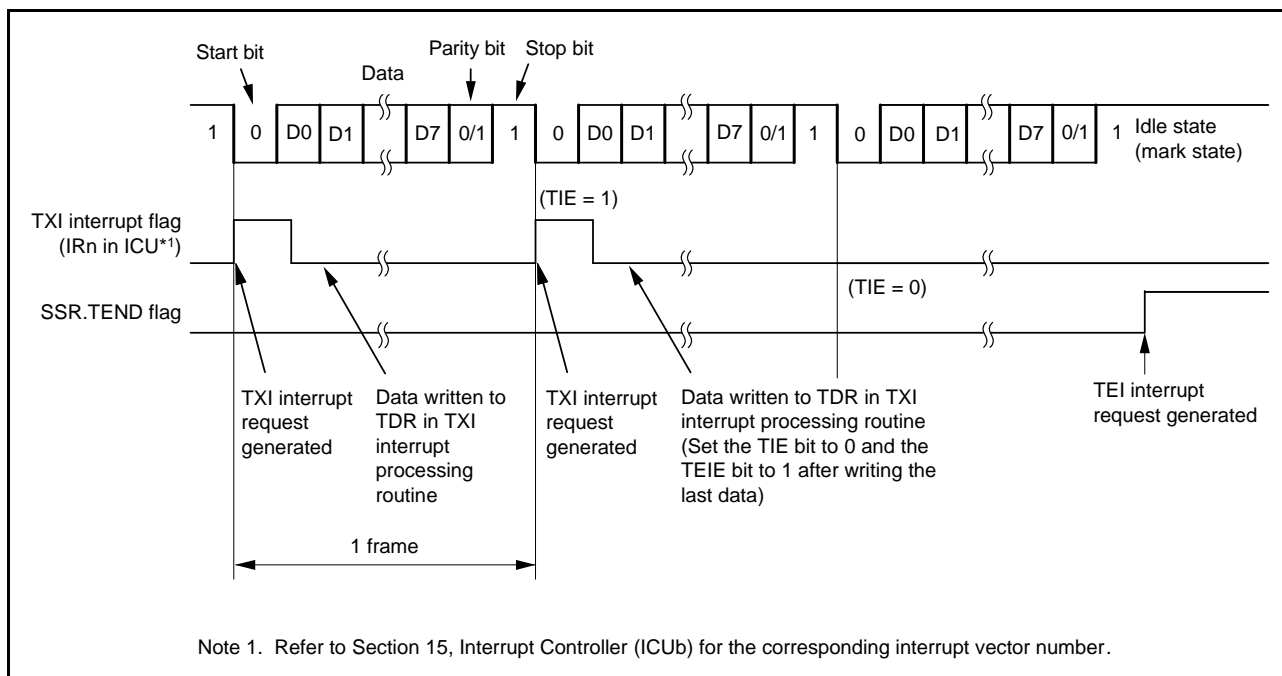 Start bit
Parity bit
Stop bit
Data
1 0 D0 D1 D7 0/1 1 0 D0 D1 D7 0/1 1 0 D0 D1 D7 0/1 1
Idle state
(mark state)
(TIE = 1)
TXI interrupt flag
(IRn in ICU*1)
(TIE = 0)
SSR.TEND flag
TXI interrupt
request
generated
Data written to
TDR in TXI
interrupt
processing
routine
TXI interrupt
request
generated
Data written to TDR in TXI
interrupt processing routine
(Set the TIE bit to 0 and the
TEIE bit to 1 after writing the
last data)
TEI interrupt
request generated
1 frame
Note 1. Refer to Section 15, Interrupt Controller (ICUb) for the corresponding interrupt vector number.